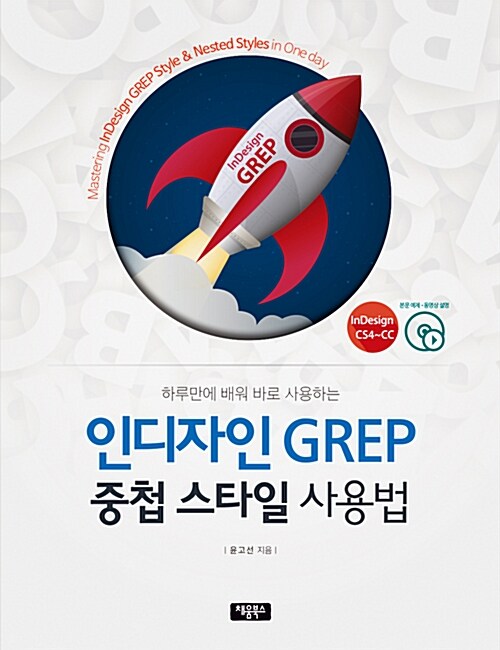 Mastering InDesign GREP Style & Nested Styles in One day
InDesign
GREP
InDesign
CS4~CC
본문 예제·동영상 설명
하루만에 배워 바로 사용하는
인디자인 GREP
중첩 스타일 사용법
| 윤고선 지음 |
채움북스